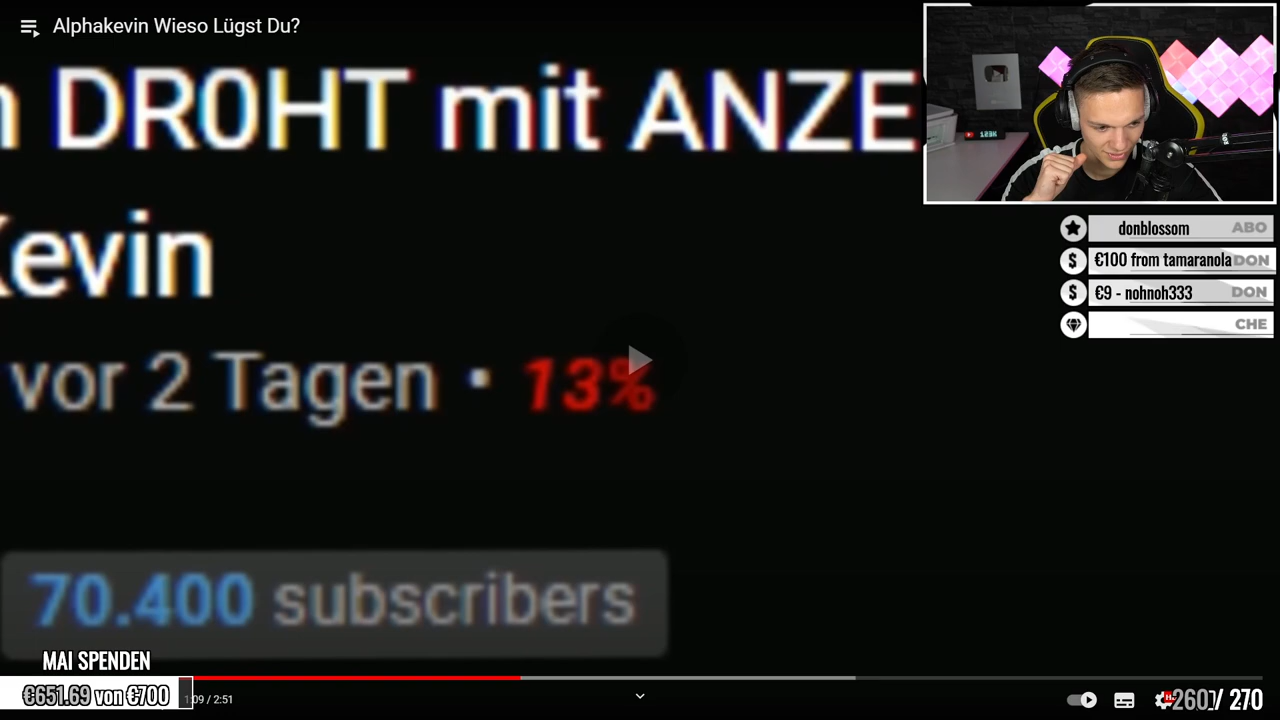 Alphakevin Wieso Lügst Du?
DR0HT mit ANZE
Kevin
vor 2 Tagen • 13%
70.400 subscribers
123K
donblossom ABO
€100 from tamaranola DON
€9 - nohnoh333 DON
CHE
MAI SPENDEN
€651.69 von €700
1:09 / 2:51
260 / 270